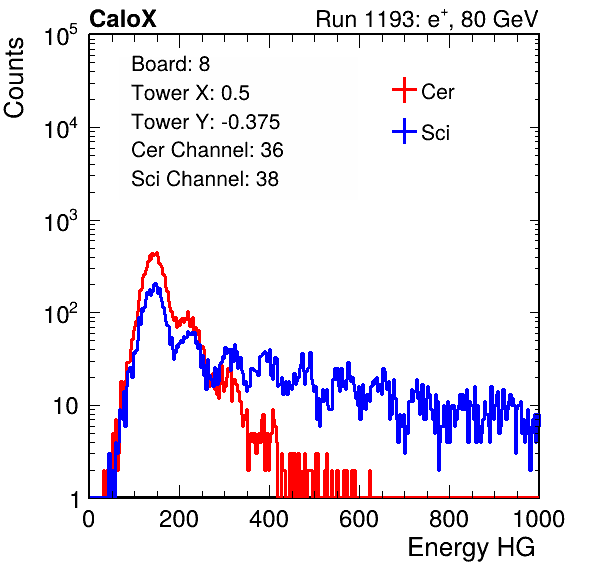 CaloX Run 1193: e⁺, 80 GeV
Counts
10⁵
10⁴
10³
10²
10
1
Board: 8
Tower X: 0.5
Tower Y: -0.375
Cer Channel: 36
Sci Channel: 38
Cer
Sci
0 200 400 600 800 1000
Energy HG